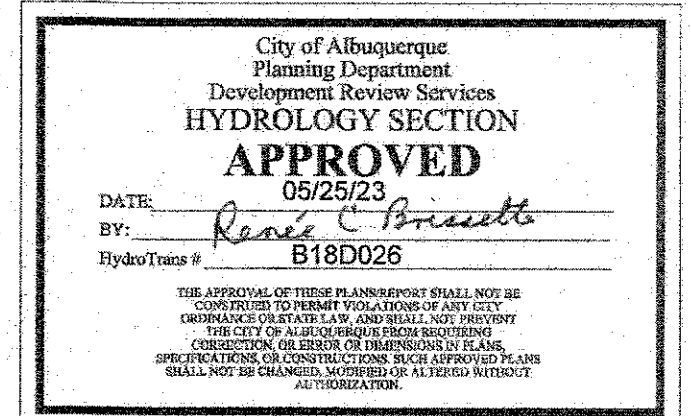 City of Albuquerque
Planning Department
Development Review Services
HYDROLOGY SECTION
APPROVED
DATE: 05/25/23
BY: Reneé C Brissette
HydroTrans # B18D026
THE APPROVAL OF THESE PLANS/REPORT SHALL NOT BE
CONSTRUED TO PERMIT VIOLATIONS OF ANY CITY
ORDINANCE OR STATE LAW, AND SHALL NOT PREVENT
THE CITY OF ALBUQUERQUE FROM REQUIRING
CORRECTION, OR ERROR OR DIMENSIONS IN PLANS,
SPECIFICATIONS, OR CONSTRUCTIONS. SUCH APPROVED PLANS
SHALL NOT BE CHANGED, MODIFIED OR ALTERED WITHOUT
AUTHORIZATION.